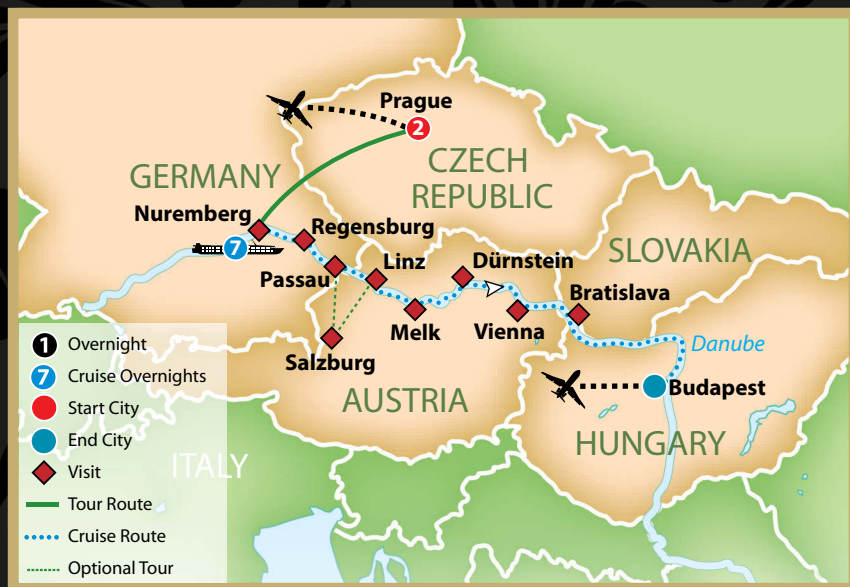 Prague
2
CZECH
REPUBLIC
GERMANY
Nuremberg
Regensburg
7
SLOVAKIA
Passau
Linz
Dürnstein
Bratislava
Melk
Vienna
Salzburg
Danube
Budapest
AUSTRIA
HUNGARY
ITALY
1 Overnight
7 Cruise Overnights
Start City
End City
Visit
Tour Route
Cruise Route
Optional Tour